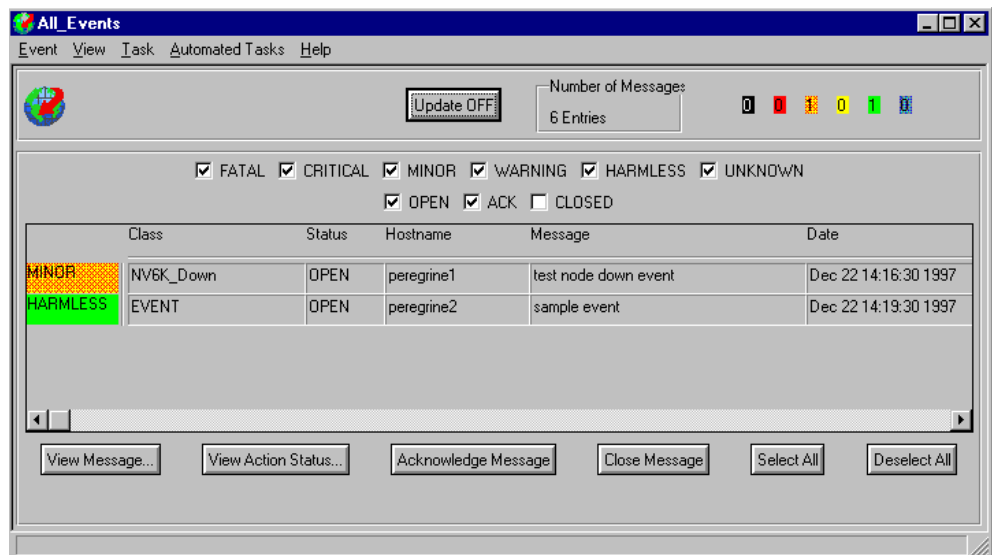 All_Events
Event View Task Automated Tasks Help
Update OFF
Number of Messages
6 Entries
0 0 1 0 1 0
FATAL CRITICAL MINOR WARNING HARMLESS UNKNOWN
OPEN ACK CLOSED
Class Status Hostname Message Date
MINOR NV6K_Down OPEN peregrine1 test node down event Dec 22 14:16:30 1997
HARMLESS EVENT OPEN peregrine2 sample event Dec 22 14:19:30 1997
View Message... View Action Status... Acknowledge Message Close Message Select All Deselect All